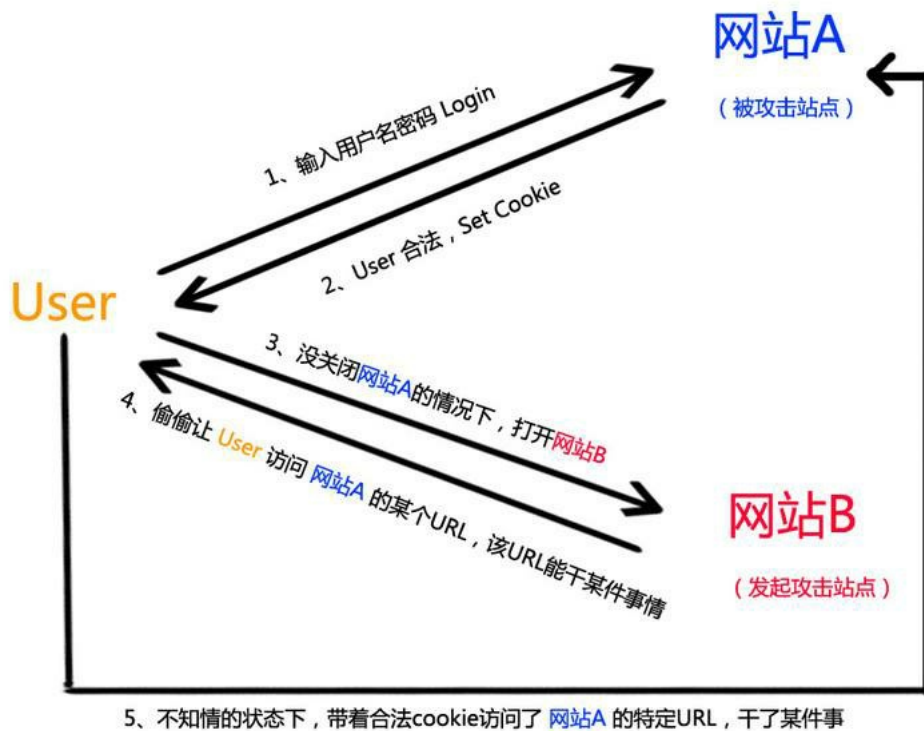 网站A
（被攻击站点）
1、输入用户名密码 Login
2、User 合法，Set Cookie
User
3、没关闭网站A的情况下，打开网站B
4、偷偷让 User 访问 网站A 的某个URL，该URL能干某件事情
网站B
（发起攻击站点）
5、不知情的状态下，带着合法cookie访问了 网站A 的特定URL，干了某件事